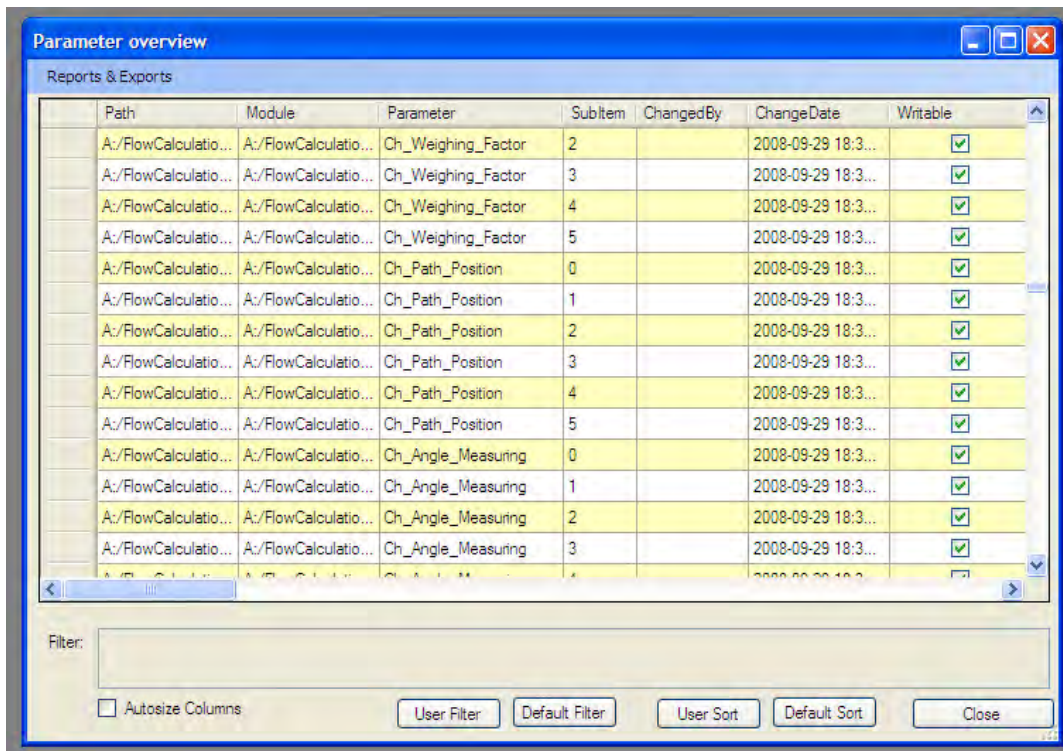 Parameter overview
Reports & Exports
Path Module Parameter SubItem ChangedBy ChangeDate Writable
A:/FlowCalculatio... A:/FlowCalculatio... Ch_Weighing_Factor 2 2008-09-29 18:3...
A:/FlowCalculatio... A:/FlowCalculatio... Ch_Weighing_Factor 3 2008-09-29 18:3...
A:/FlowCalculatio... A:/FlowCalculatio... Ch_Weighing_Factor 4 2008-09-29 18:3...
A:/FlowCalculatio... A:/FlowCalculatio... Ch_Weighing_Factor 5 2008-09-29 18:3...
A:/FlowCalculatio... A:/FlowCalculatio... Ch_Path_Position 0 2008-09-29 18:3...
A:/FlowCalculatio... A:/FlowCalculatio... Ch_Path_Position 1 2008-09-29 18:3...
A:/FlowCalculatio... A:/FlowCalculatio... Ch_Path_Position 2 2008-09-29 18:3...
A:/FlowCalculatio... A:/FlowCalculatio... Ch_Path_Position 3 2008-09-29 18:3...
A:/FlowCalculatio... A:/FlowCalculatio... Ch_Path_Position 4 2008-09-29 18:3...
A:/FlowCalculatio... A:/FlowCalculatio... Ch_Path_Position 5 2008-09-29 18:3...
A:/FlowCalculatio... A:/FlowCalculatio... Ch_Angle_Measuring 0 2008-09-29 18:3...
A:/FlowCalculatio... A:/FlowCalculatio... Ch_Angle_Measuring 1 2008-09-29 18:3...
A:/FlowCalculatio... A:/FlowCalculatio... Ch_Angle_Measuring 2 2008-09-29 18:3...
A:/FlowCalculatio... A:/FlowCalculatio... Ch_Angle_Measuring 3 2008-09-29 18:3...
Filter:
Autosize Columns User Filter Default Filter User Sort Default Sort Close